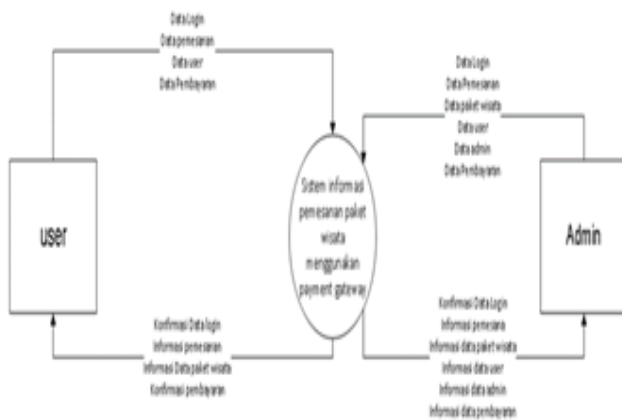 Data Login
Data pemesanan
Data user
Data Pembayaran
Data Login
Data Pemesanan
Data paket wisata
Data user
Data admin
Data Pembayaran
user
Sistem informasi
pemesanan paket
wisata
menggunakan
payment gateway
Admin
Konfirmasi Data login
Informasi pemesanan
Informasi Data paket wisata
Konfirmasi pembayaran
Konfirmasi Data Login
Informasi pemesana
Informasi data paket wisata
Informasi data user
Informasi data admin
Informasi data pembayaran